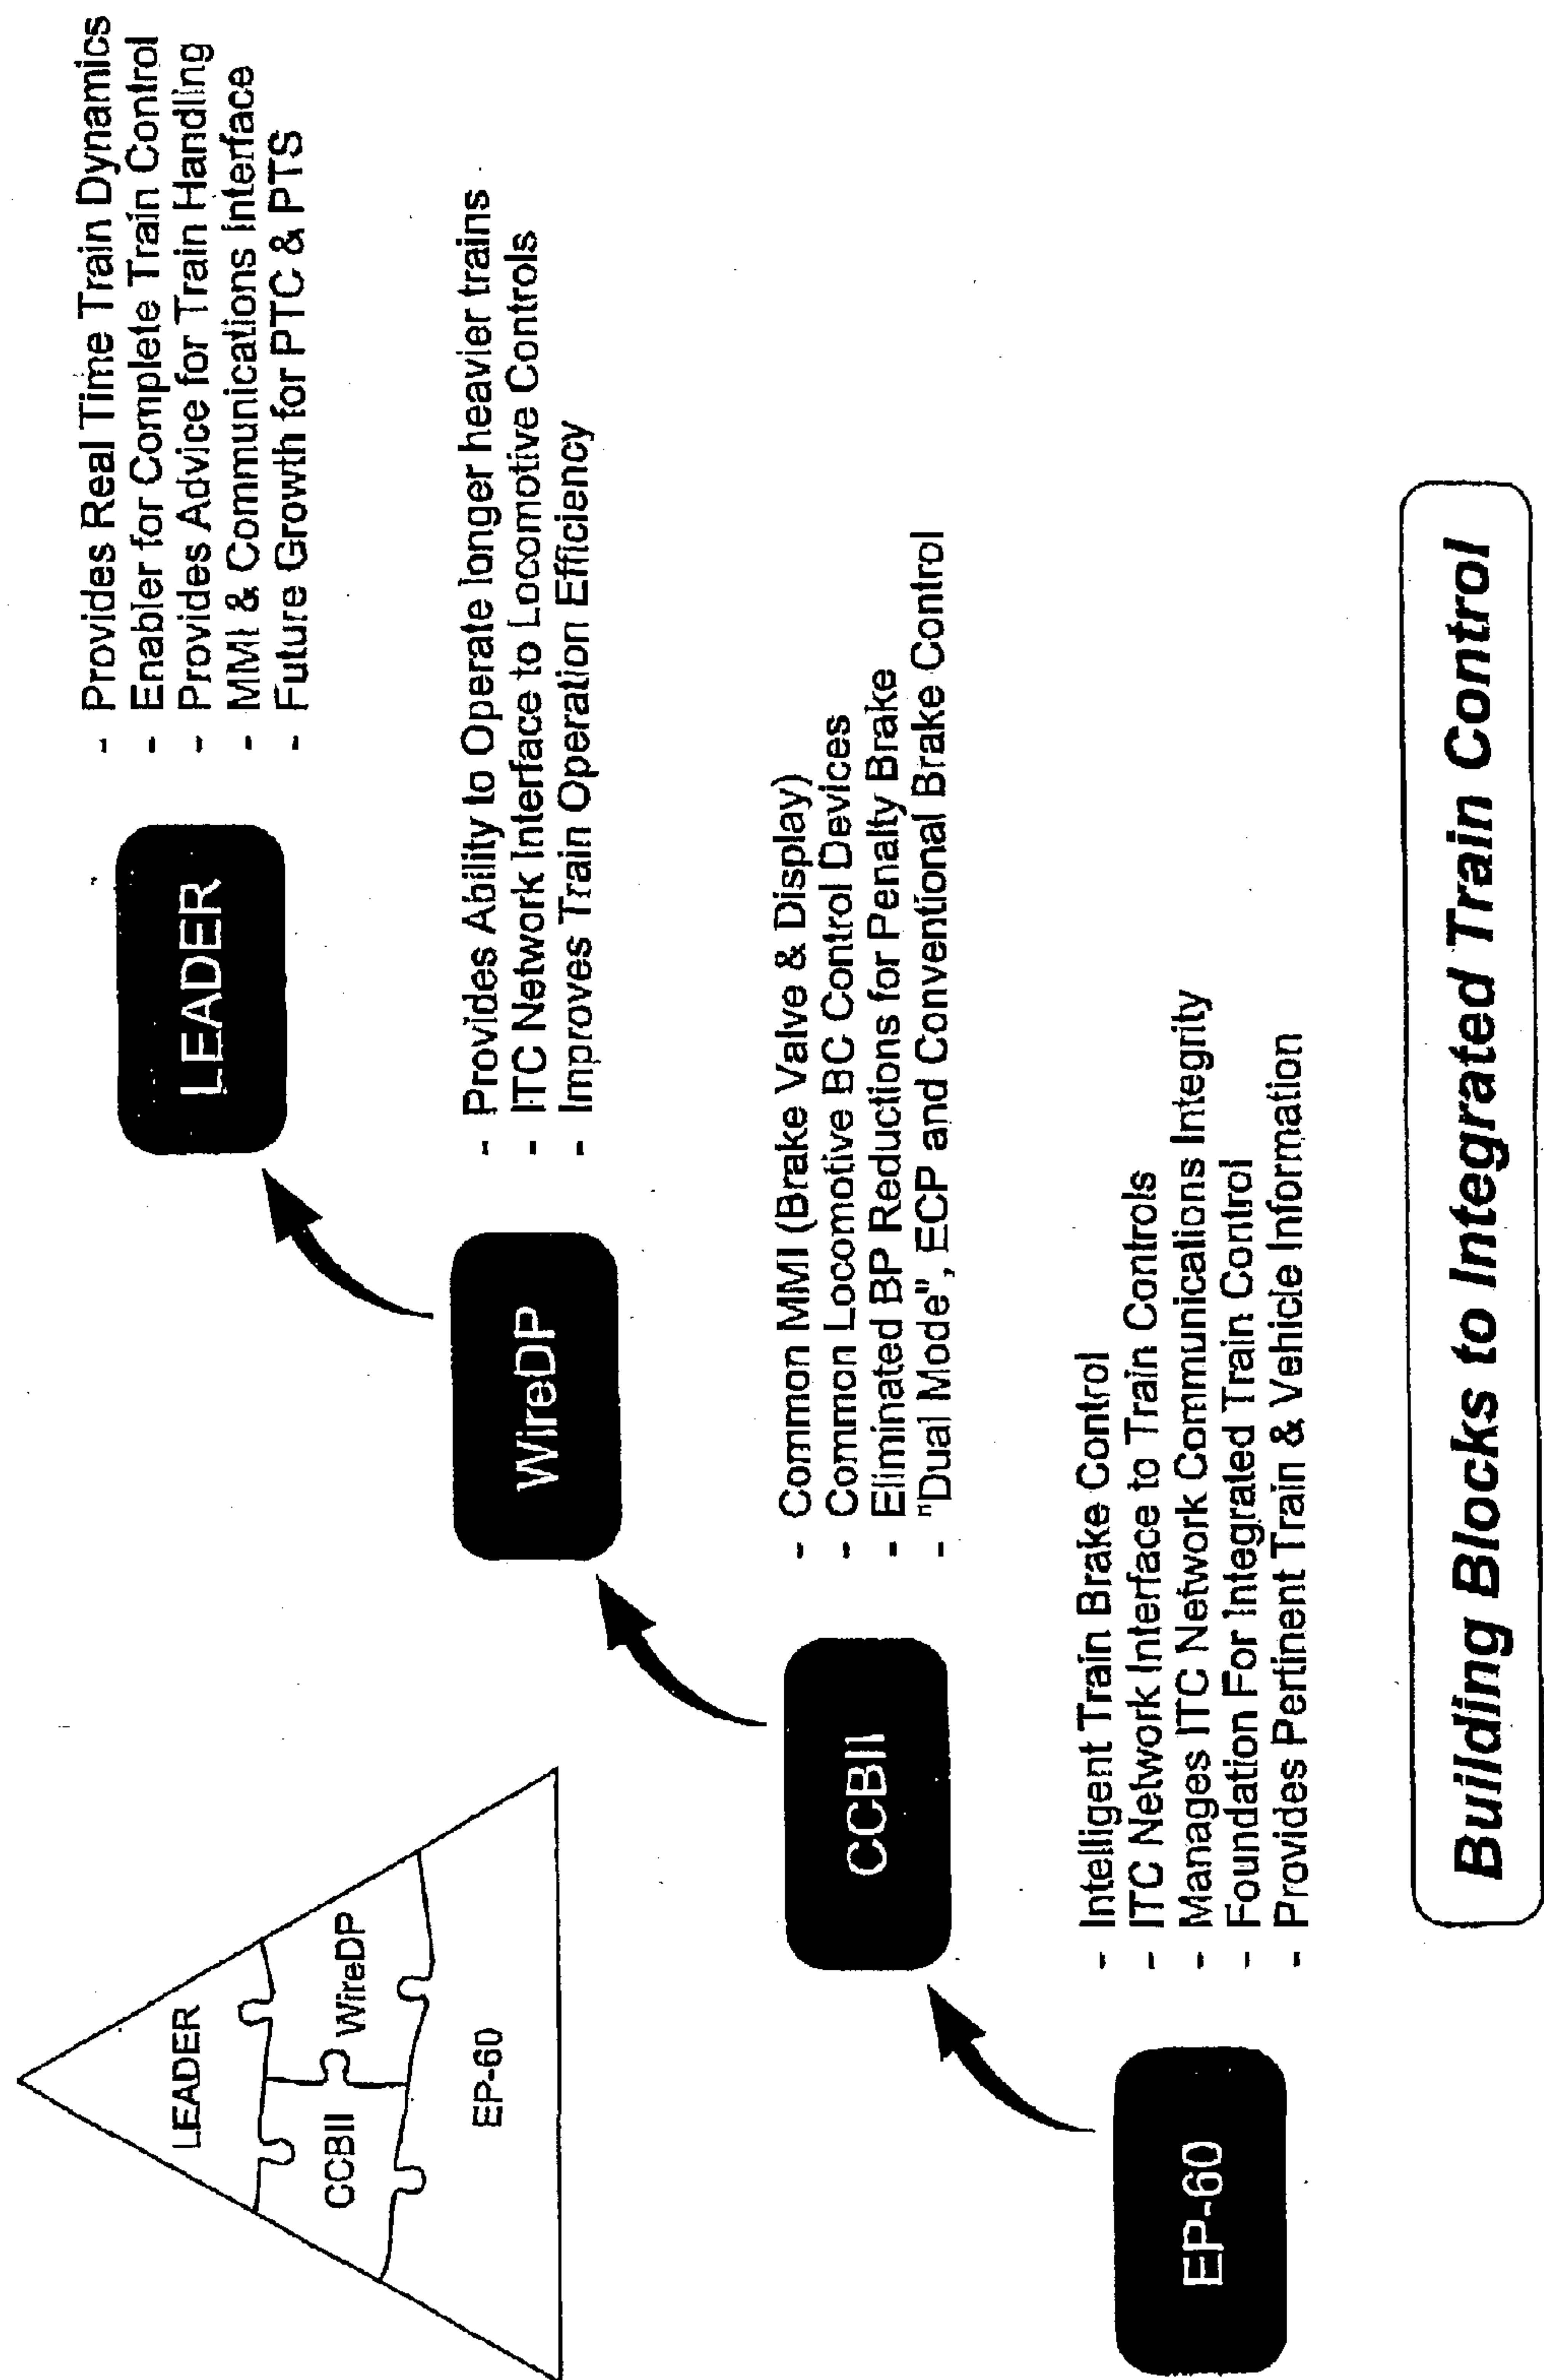 LEADER
CCBII
WireDP
EP-60
LEADER
- Provides Real Time Train Dynamics
- Enabler for Complete Train Control
- Provides Advice for Train Handling
- MMI & Communications Interface
- Future Growth for PTC & PTS
WireDP
- Provides Ability to Operate longer heavier trains
- ITC Network Interface to Locomotive Controls
- Improves Train Operation Efficiency
CCBII
- Common MMI (Brake Valve & Display)
- Common Locomotive BC Control Devices
- Eliminated BP Reductions for Penalty Brake
- "Dual Mode", ECP and Conventional Brake Control
EP-60
- Intelligent Train Brake Control
- ITC Network Interface to Train Controls
- Manages ITC Network Communications Integrity
- Foundation For Integrated Train Control
- Provides Pertinent Train & Vehicle Information
Building Blocks to Integrated Train Control